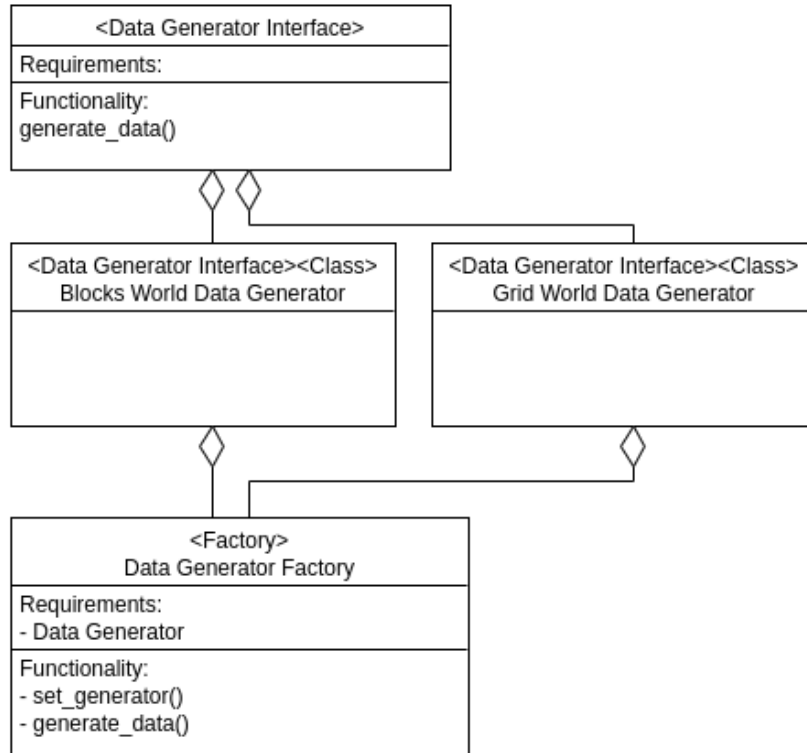 <Data Generator Interface>
Requirements:
Functionality:
generate_data()
<Data Generator Interface><Class>
Blocks World Data Generator
<Data Generator Interface><Class>
Grid World Data Generator
<Factory>
Data Generator Factory
Requirements:
- Data Generator
Functionality:
- set_generator()
- generate_data()